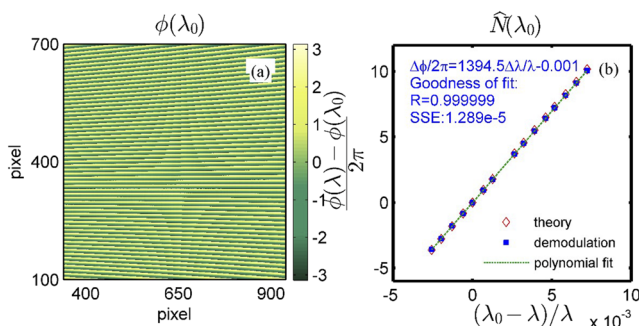 ϕ(λ₀)
700
400
100
pixel
(a)
400
650
900
pixel
3
2
1
0
-1
-2
-3
ϕ(λ) − ϕ(λ₀)
2π
N̂(λ₀)
Δϕ/2π=1394.5Δλ/λ-0.001
(b)
Goodness of fit:
R=0.999999
SSE:1.289e-5
10
5
0
-5
theory
demodulation
polynomial fit
-5
0
5
10
(λ₀ − λ)/λ
x 10⁻³